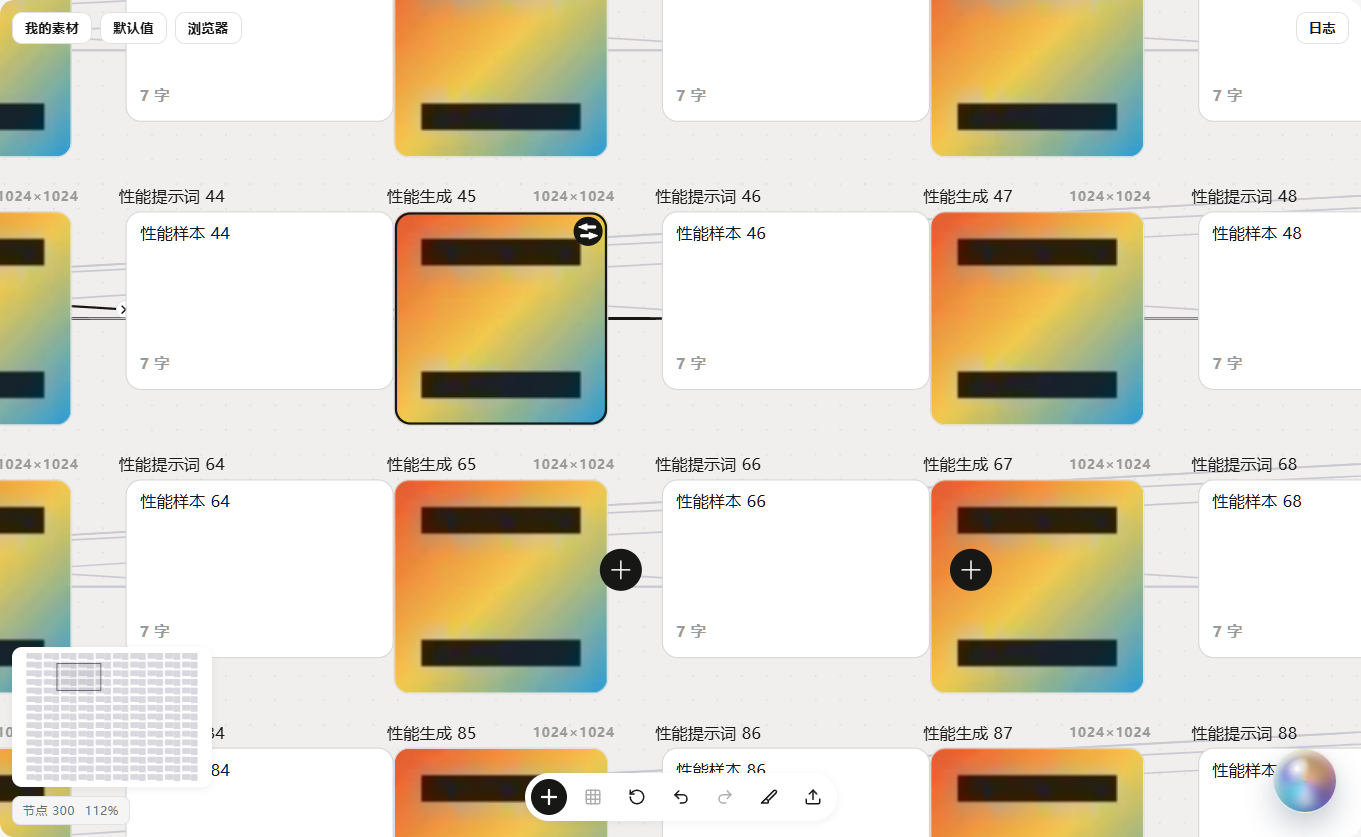 我的素材 默认值 浏览器 日志
7 字 7 字 7 字
1024×1024 性能提示词 44 性能生成 45 1024×1024 性能提示词 46 性能生成 47 1024×1024 性能提示词 48
性能样本 44 性能样本 46 性能样本 48
7 字 7 字 7 字
1024×1024 性能提示词 64 性能生成 65 1024×1024 性能提示词 66 性能生成 67 1024×1024 性能提示词 68
性能样本 64 性能样本 66 性能样本 68
7 字 7 字 7 字
84 性能生成 85 1024×1024 性能提示词 86 性能生成 87 1024×1024 性能提示词 88
84 性能样本 86 性能样本
节点 300 112%